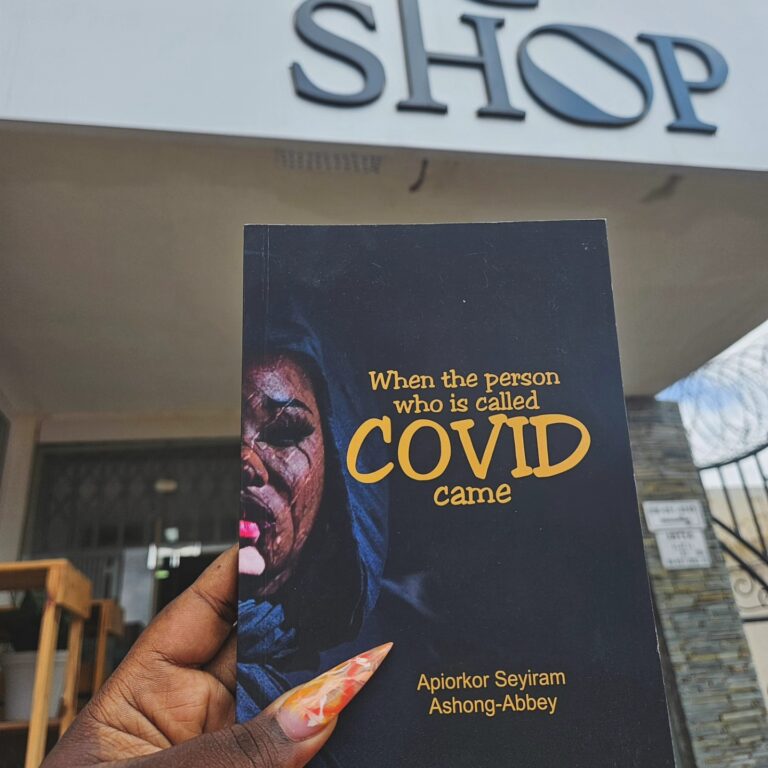 SHOP
When the person
who is called
COVID
came
Apiorkor Seyiram
Ashong-Abbey